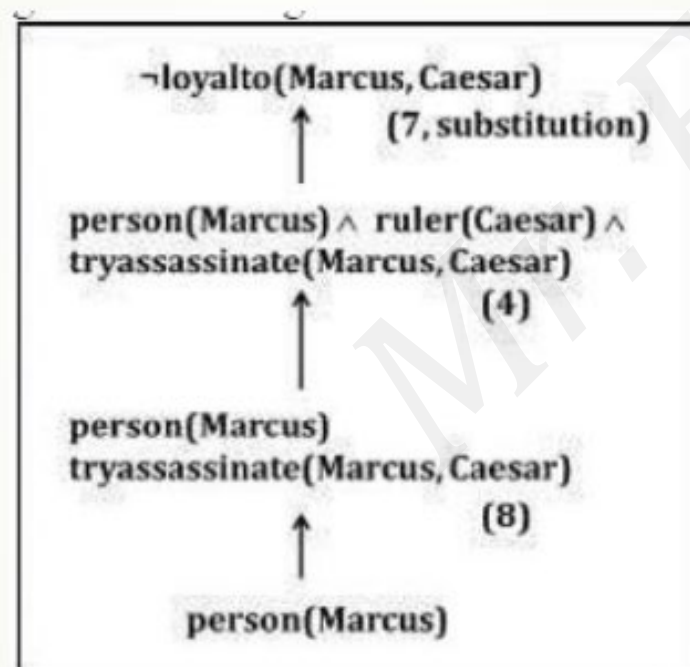 ¬loyalto(Marcus, Caesar)
(7, substitution)
person(Marcus) ∧ ruler(Caesar) ∧
tryassassinate(Marcus, Caesar)
(4)
person(Marcus)
tryassassinate(Marcus, Caesar)
(8)
person(Marcus)
Mr.